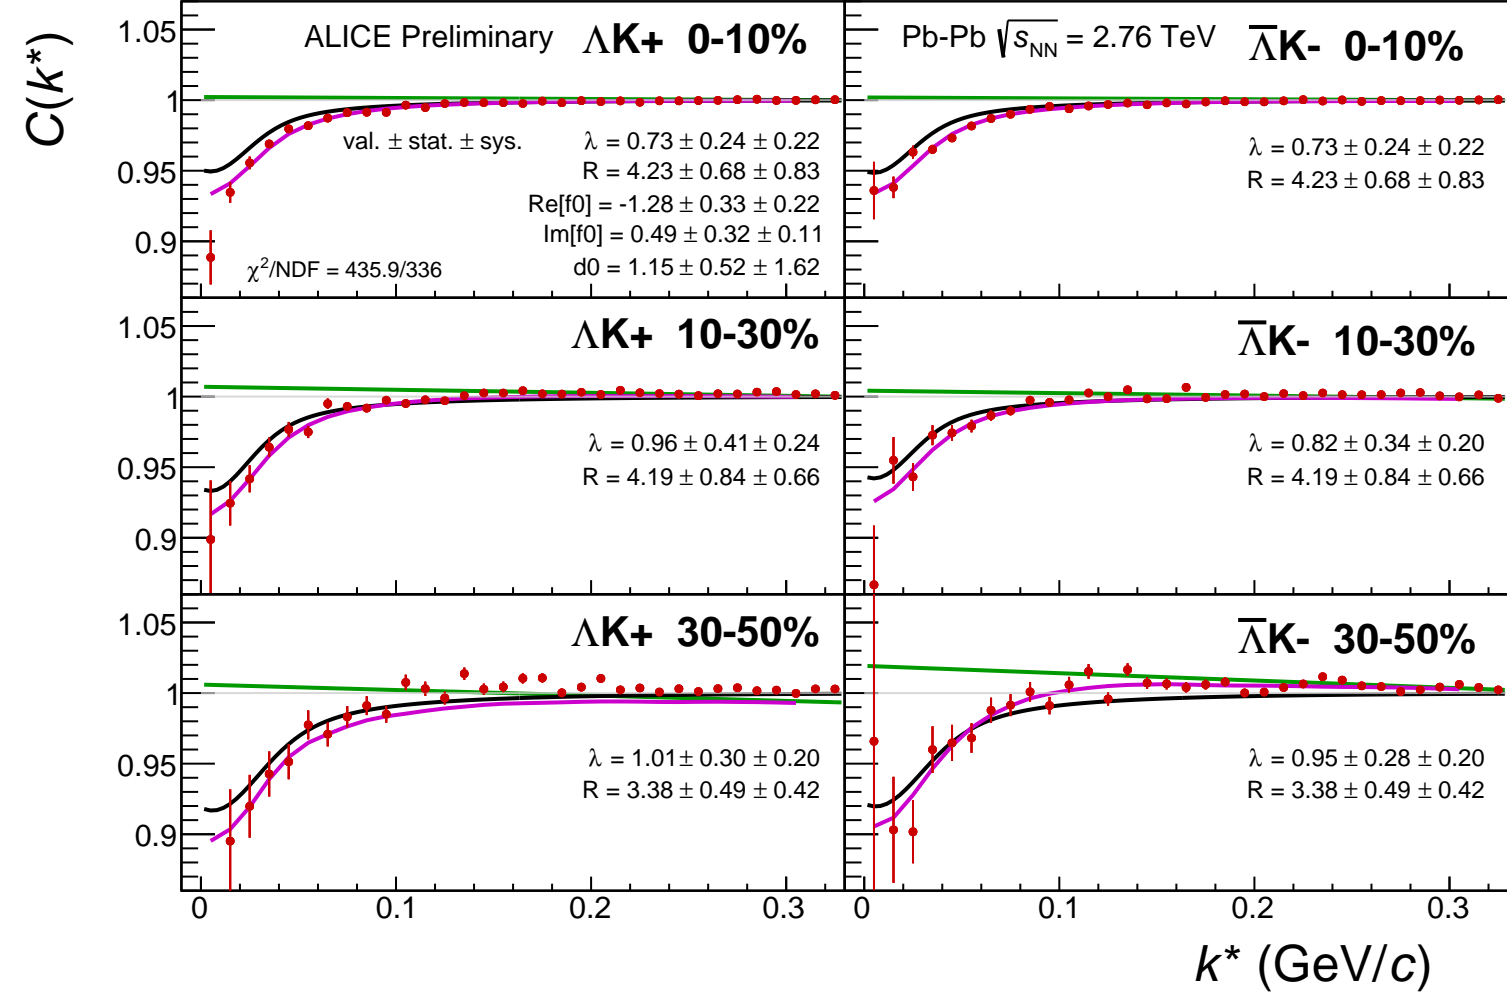 C(k*)
ALICE Preliminary ΛK+ 0-10%
val. ± stat. ± sys.
λ = 0.73 ± 0.24 ± 0.22
R = 4.23 ± 0.68 ± 0.83
Re[f0] = -1.28 ± 0.33 ± 0.22
Im[f0] = 0.49 ± 0.32 ± 0.11
d0 = 1.15 ± 0.52 ± 1.62
χ²/NDF = 435.9/336
1.05
1
0.95
0.9
Pb-Pb √s_NN = 2.76 TeV Λ̅K- 0-10%
λ = 0.73 ± 0.24 ± 0.22
R = 4.23 ± 0.68 ± 0.83
ΛK+ 10-30%
λ = 0.96 ± 0.41 ± 0.24
R = 4.19 ± 0.84 ± 0.66
1.05
1
0.95
0.9
Λ̅K- 10-30%
λ = 0.82 ± 0.34 ± 0.20
R = 4.19 ± 0.84 ± 0.66
ΛK+ 30-50%
λ = 1.01 ± 0.30 ± 0.20
R = 3.38 ± 0.49 ± 0.42
1.05
1
0.95
0.9
Λ̅K- 30-50%
λ = 0.95 ± 0.28 ± 0.20
R = 3.38 ± 0.49 ± 0.42
0 0.1 0.2 0.3
0 0.1 0.2 0.3
k* (GeV/c)